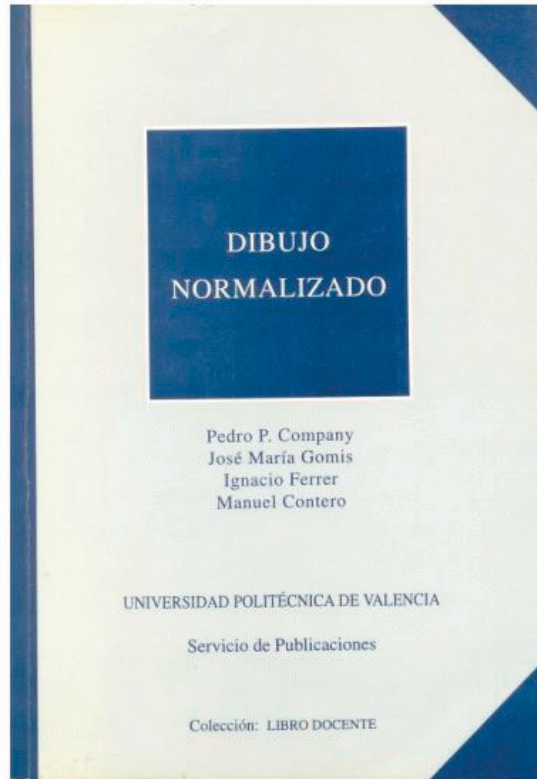 DIBUJO
NORMALIZADO
Pedro P. Company
José María Gomis
Ignacio Ferrer
Manuel Contero
UNIVERSIDAD POLITÉCNICA DE VALENCIA
Servicio de Publicaciones
Colección: LIBRO DOCENTE